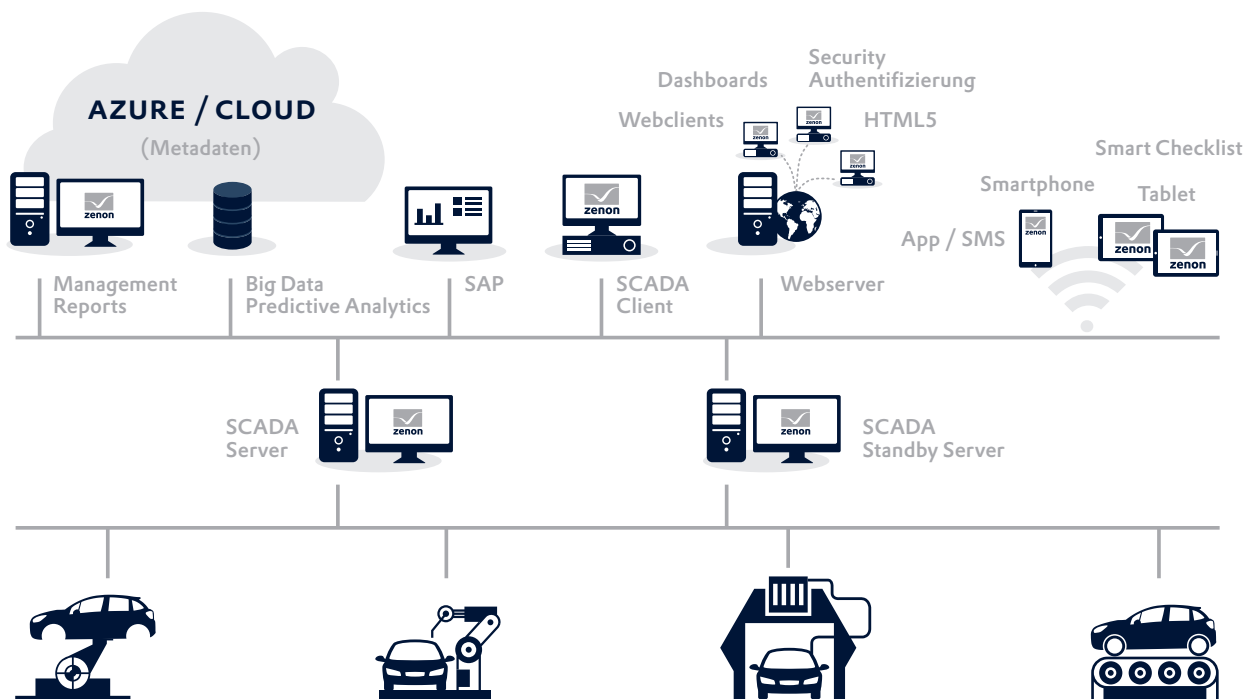 AZURE / CLOUD
(Metadaten)
Security
Authentifizierung
Dashboards
Webclients
HTML5
zenon
zenon
zenon
Smart Checklist
Smartphone
Tablet
App / SMS
zenon
zenon
zenon
zenon
zenon
Management
Reports
Big Data
Predictive Analytics
SAP
SCADA
Client
Webserver
SCADA
Server
zenon
zenon
SCADA
Standby Server